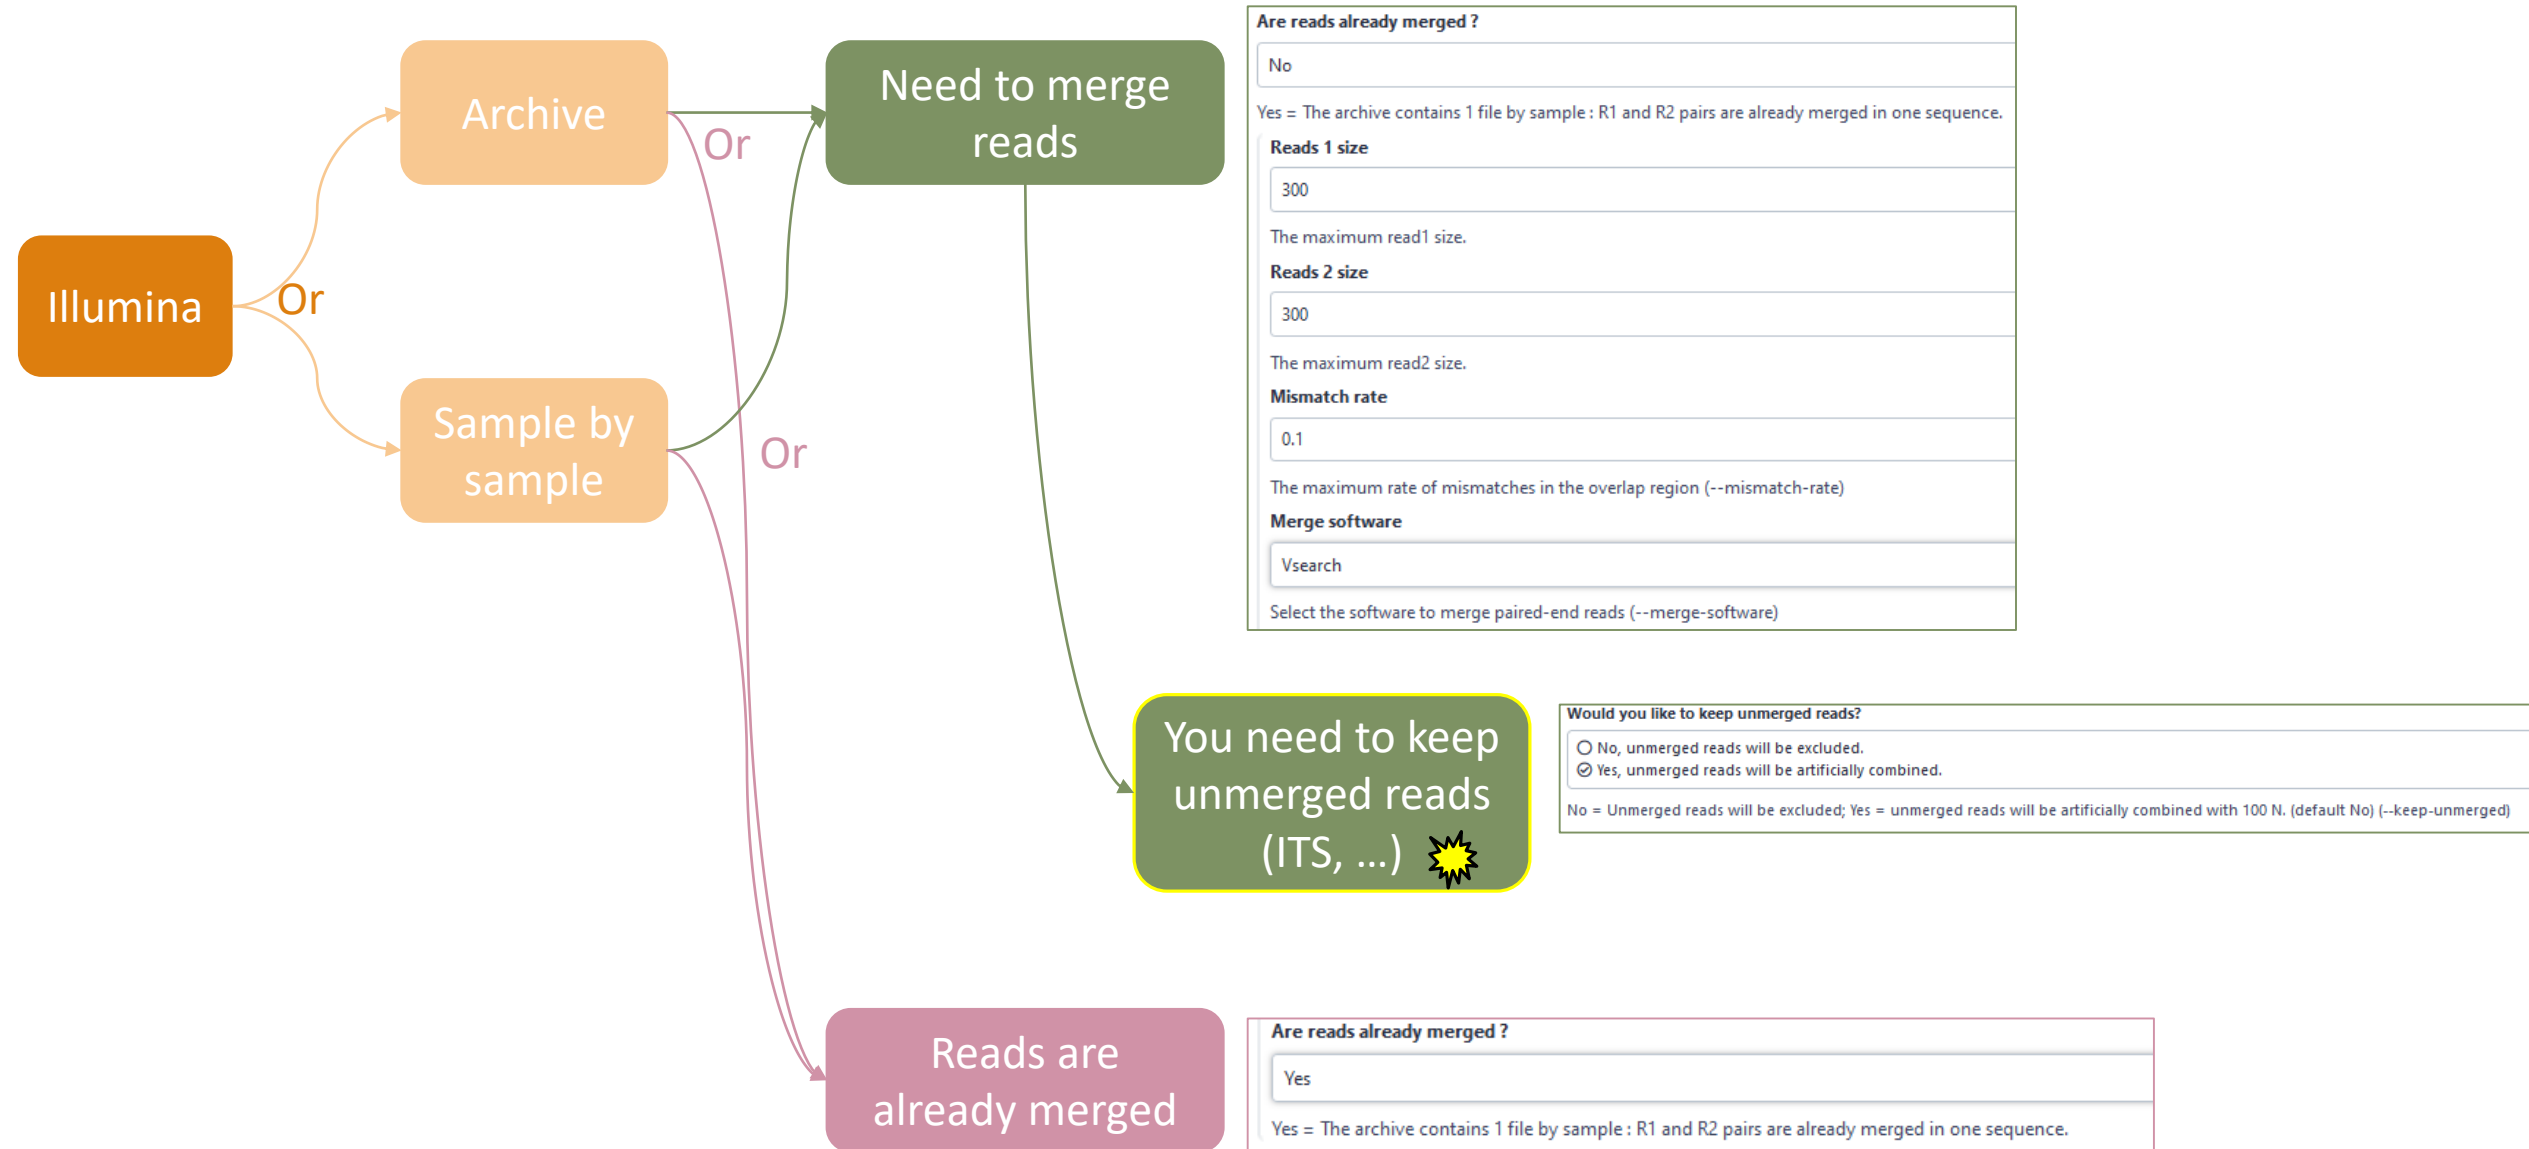 Illumina
Or
Archive
Sample by
sample
Or
Or
Need to merge
reads
Are reads already merged ?
No
Yes = The archive contains 1 file by sample : R1 and R2 pairs are already merged in one sequence.
Reads 1 size
300
The maximum read1 size.
Reads 2 size
300
The maximum read2 size.
Mismatch rate
0.1
The maximum rate of mismatches in the overlap region (--mismatch-rate)
Merge software
Vsearch
Select the software to merge paired-end reads (--merge-software)
You need to keep
unmerged reads
(ITS, ...)
Would you like to keep unmerged reads?
No, unmerged reads will be excluded.
Yes, unmerged reads will be artificially combined.
No = Unmerged reads will be excluded; Yes = unmerged reads will be artificially combined with 100 N. (default No) (--keep-unmerged)
Reads are
already merged
Are reads already merged ?
Yes
Yes = The archive contains 1 file by sample : R1 and R2 pairs are already merged in one sequence.